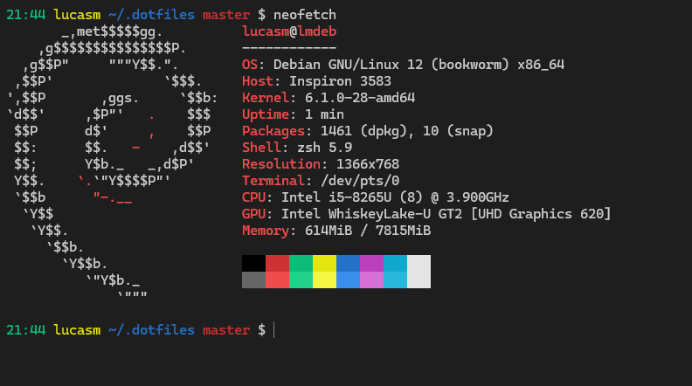 21:44 lucasm ~/.dotfiles master $ neofetch
       _,met$$$$$gg.          lucasm@lmdeb
    ,g$$$$$$$$$$$$$$$P.       ------------
  ,g$$P"     """Y$$.".        OS: Debian GNU/Linux 12 (bookworm) x86_64
 ,$$P'              `$$$.     Host: Inspiron 3583
',$$P       ,ggs.     `$$b:   Kernel: 6.1.0-28-amd64
`d$$'     ,$P"'   .    $$$    Uptime: 1 min
 $$P      d$'     ,    $$P    Packages: 1461 (dpkg), 10 (snap)
 $$:      $$.   -    ,d$$'    Shell: zsh 5.9
 $$;      Y$b._   _,d$P'      Resolution: 1366x768
 Y$$.    `.`"Y$$$$P"'         Terminal: /dev/pts/0
 `$$b      "-.__              CPU: Intel i5-8265U (8) @ 3.900GHz
  `Y$$                        GPU: Intel WhiskeyLake-U GT2 [UHD Graphics 620]
   `Y$$.                      Memory: 614MiB / 7815MiB
     `$$b.
       `Y$$b.
          `"Y$b._
              `"""
21:44 lucasm ~/.dotfiles master $